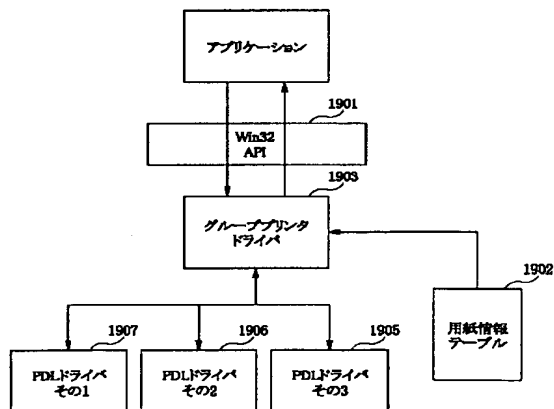 アプリケーション
1901
Win32
API
1903
グループプリンタ
ドライバ
1902
用紙情報
テーブル
1907
PDLドライバ
その1
1906
PDLドライバ
その2
1905
PDLドライバ
その3